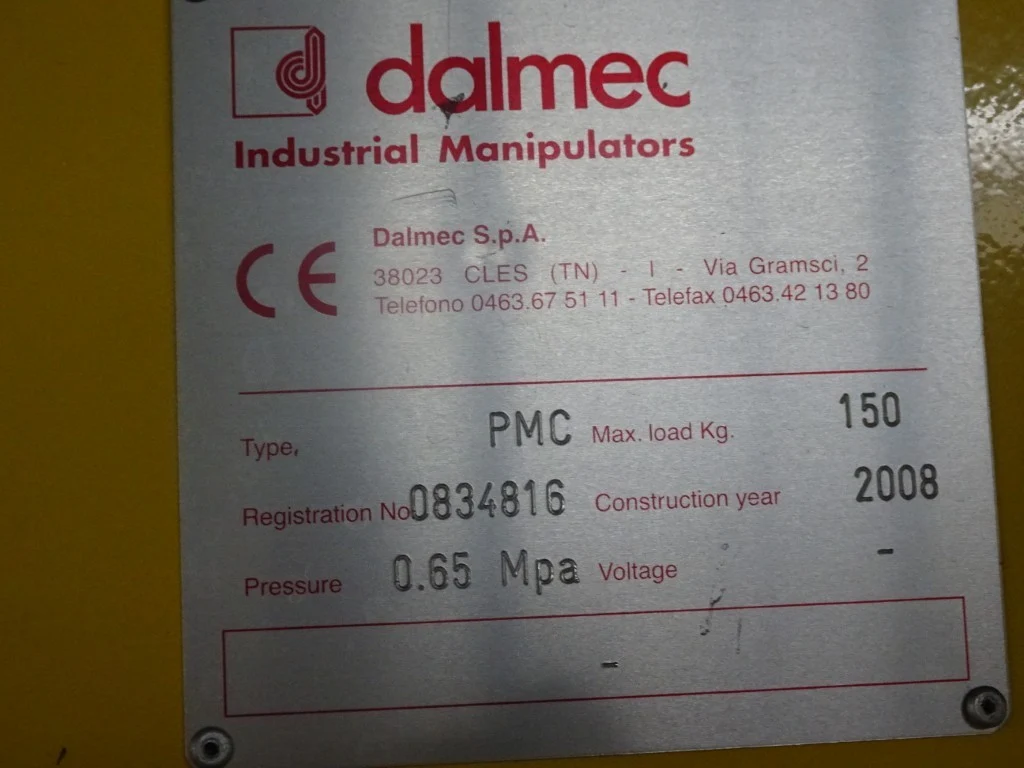 dalmec
Industrial Manipulators
CE
Dalmec S.p.A.
38023 CLES (TN) - I - Via Gramsci, 2
Telefono 0463.67 51 11 - Telefax 0463.42 13 80
Type, PMC Max. load Kg. 150
Registration No 0834816 Construction year 2008
Pressure 0.65 Mpa Voltage -
-